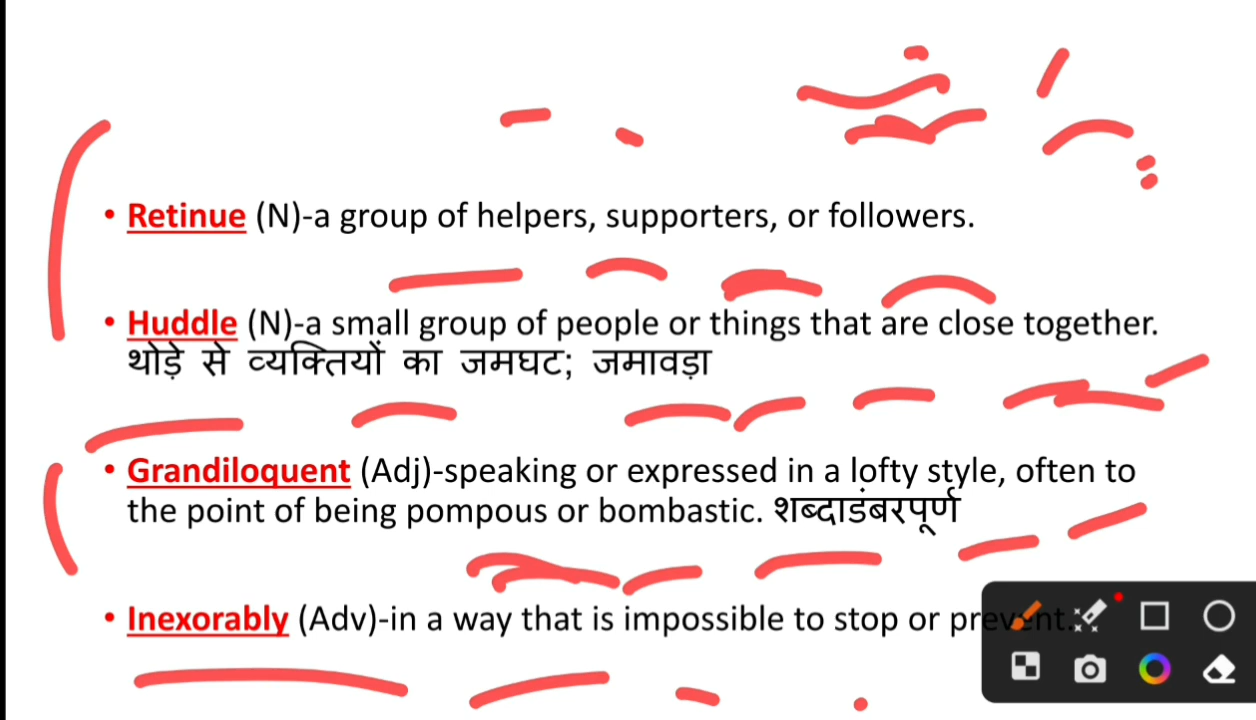 • Retinue (N)-a group of helpers, supporters, or followers.
• Huddle (N)-a small group of people or things that are close together.
थोड़े से व्यक्तियों का जमघट; जमावड़ा
• Grandiloquent (Adj)-speaking or expressed in a lofty style, often to
the point of being pompous or bombastic. शब्दाडंबरपूर्ण
• Inexorably (Adv)-in a way that is impossible to stop or prevent.